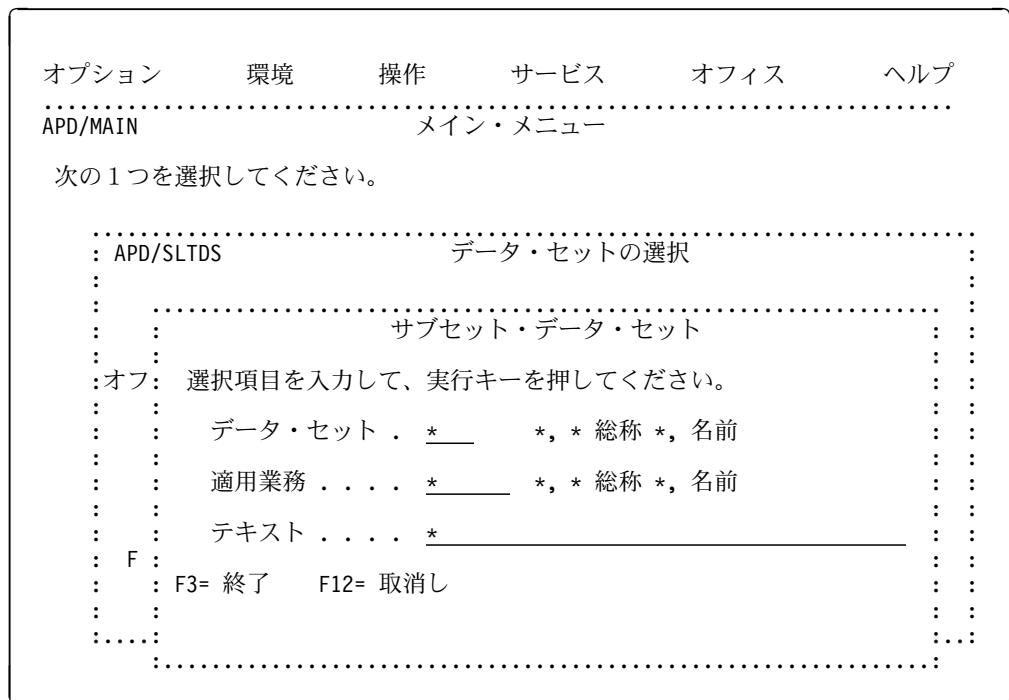 オプション 環境 操作 サービス オフィス ヘルプ
APD/MAIN メイン・メニュー
次の１つを選択してください。
APD/SLTDS データ・セットの選択
サブセット・データ・セット
オフ 選択項目を入力して、実行キーを押してください。
データ・セット . * *, * 総称 *, 名前
適用業務 . . . . * *, * 総称 *, 名前
テキスト . . . . *
F
F3= 終了 F12= 取消し